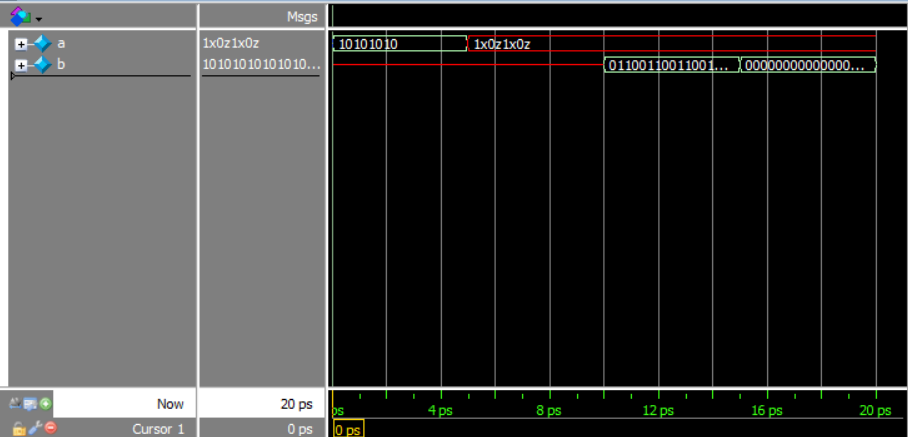 Msgs
a 1x0z1x0z 10101010 1x0z1x0z
b 10101010101010... 01100110011001... 00000000000000...
Now 20 ps ps 4 ps 8 ps 12 ps 16 ps 20 ps
Cursor 1 0 ps 0 ps